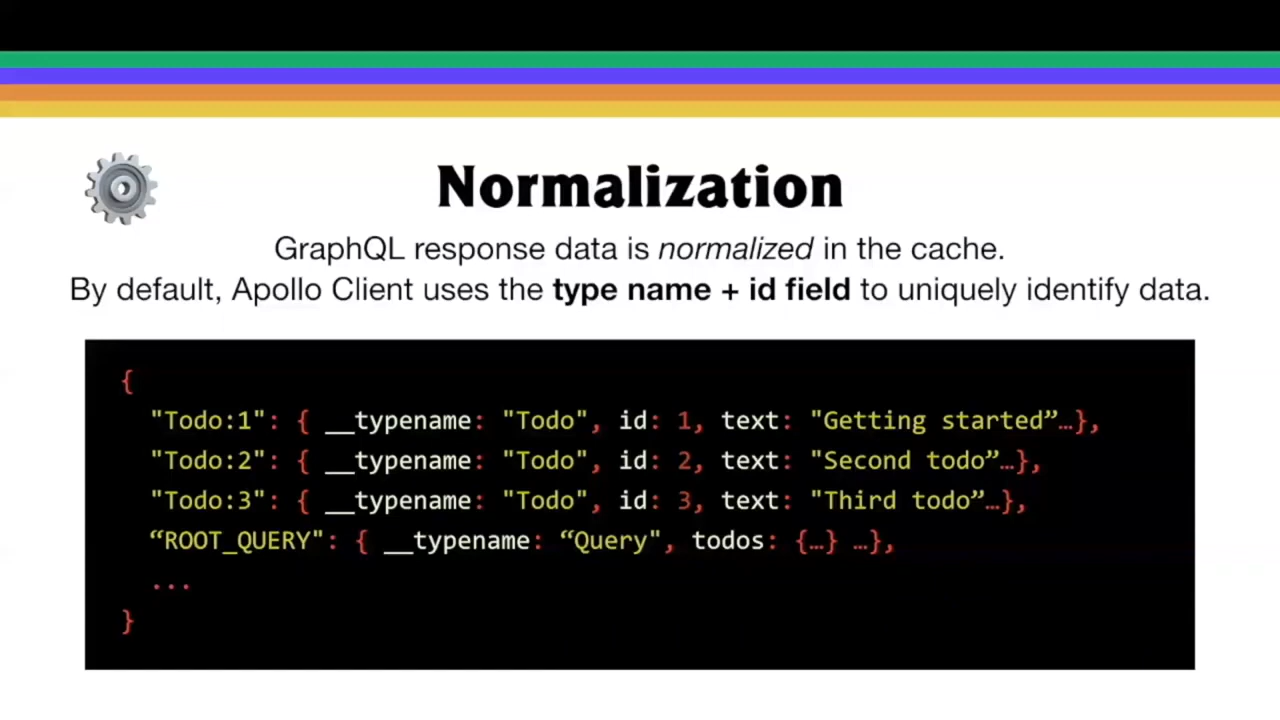 Normalization
GraphQL response data is normalized in the cache.
By default, Apollo Client uses the type name + id field to uniquely identify data.
{
"Todo:1": { __typename: "Todo", id: 1, text: "Getting started”…},
"Todo:2": { __typename: "Todo", id: 2, text: "Second todo”…},
"Todo:3": { __typename: "Todo", id: 3, text: "Third todo”…},
“ROOT_QUERY": { __typename: “Query", todos: {…} …},
...
}